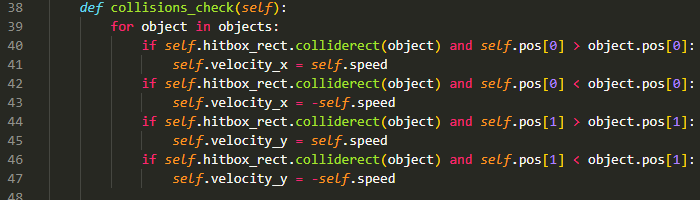 38 def collisions_check(self):
39 for object in objects:
40 if self.hitbox_rect.colliderect(object) and self.pos[0] > object.pos[0]:
41 self.velocity_x = self.speed
42 if self.hitbox_rect.colliderect(object) and self.pos[0] < object.pos[0]:
43 self.velocity_x = -self.speed
44 if self.hitbox_rect.colliderect(object) and self.pos[1] > object.pos[1]:
45 self.velocity_y = self.speed
46 if self.hitbox_rect.colliderect(object) and self.pos[1] < object.pos[1]:
47 self.velocity_y = -self.speed
48